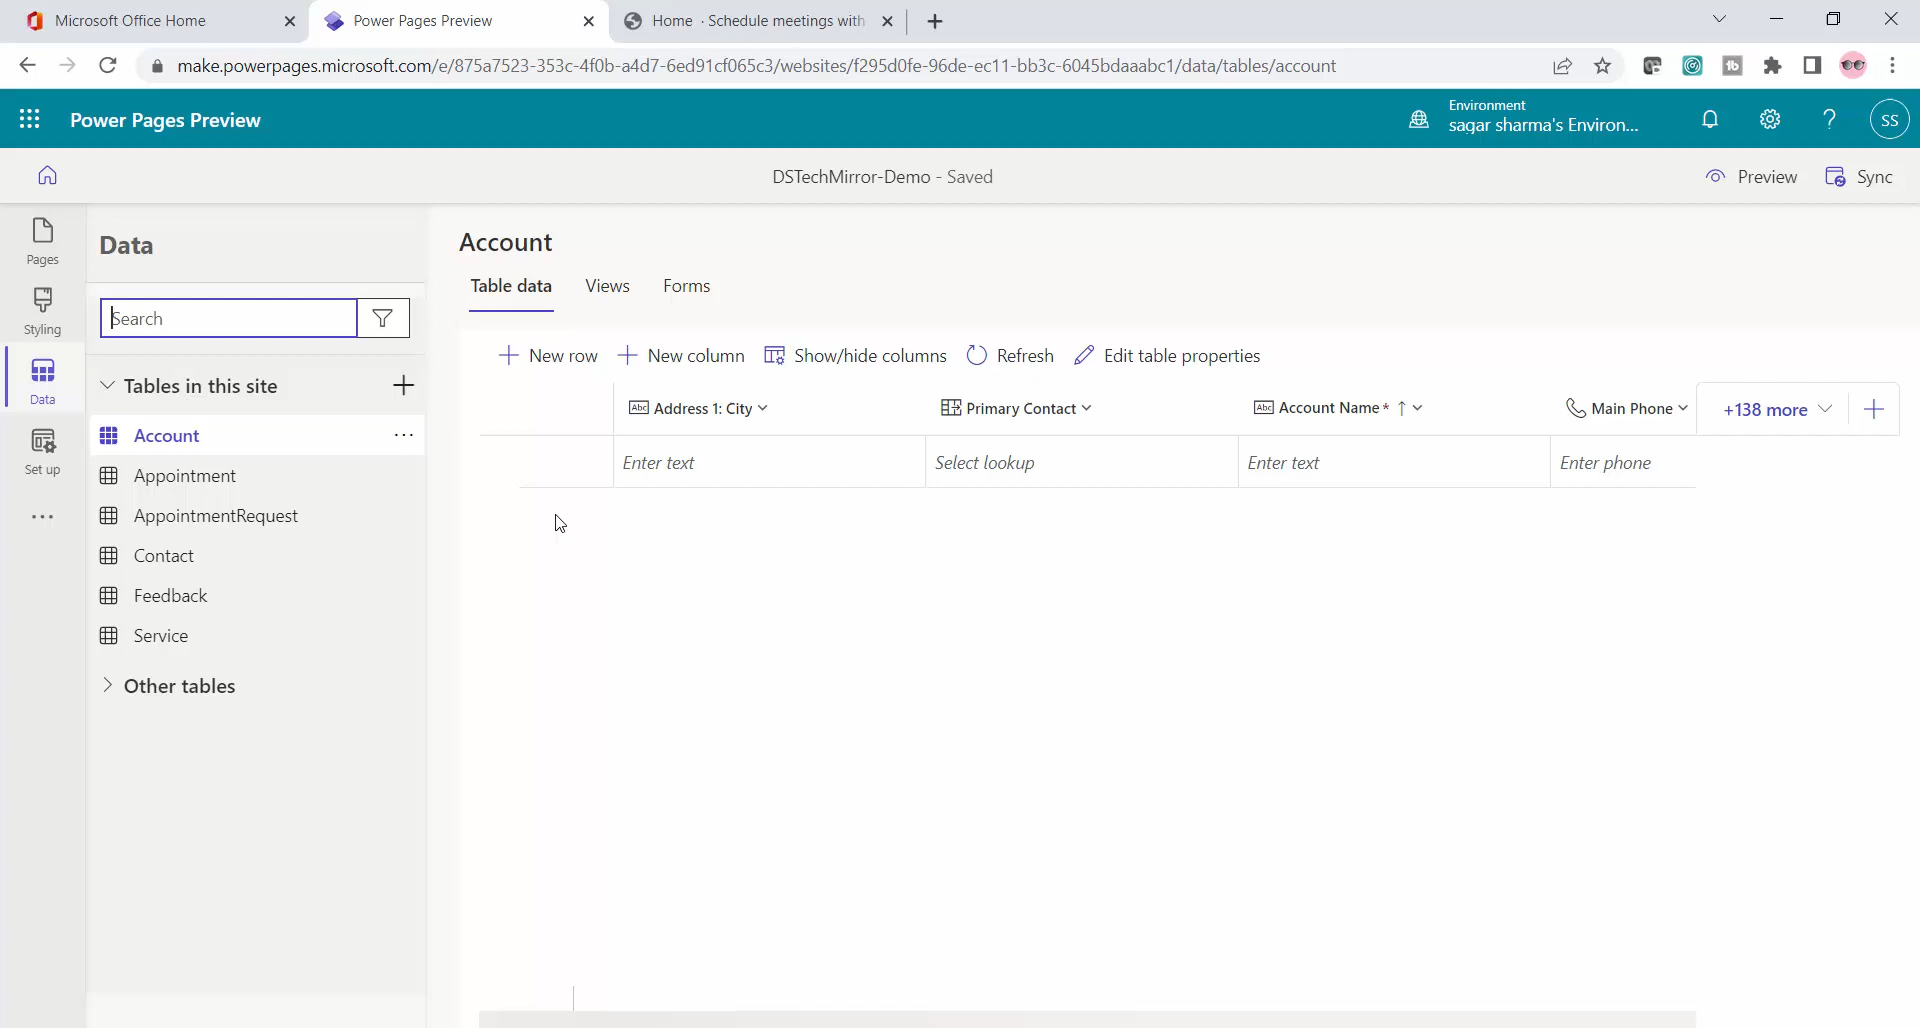 Microsoft Office Home
Power Pages Preview
Home · Schedule meetings with
make.powerpages.microsoft.com/e/875a7523-353c-4f0b-a4d7-6ed91cf065c3/websites/f295d0fe-96de-ec11-bb3c-6045bdaaabc1/data/tables/account
Power Pages Preview
Environment
sagar sharma's Environ...
?
SS
DSTechMirror-Demo - Saved
Preview
Sync
Pages
Styling
Data
Set up
Data
Search
Tables in this site
Account
Appointment
AppointmentRequest
Contact
Feedback
Service
Other tables
Account
Table data
Views
Forms
New row
New column
Show/hide columns
Refresh
Edit table properties
Abc Address 1: City
Primary Contact
Abc Account Name * ↑
Main Phone
+138 more
Enter text
Select lookup
Enter text
Enter phone